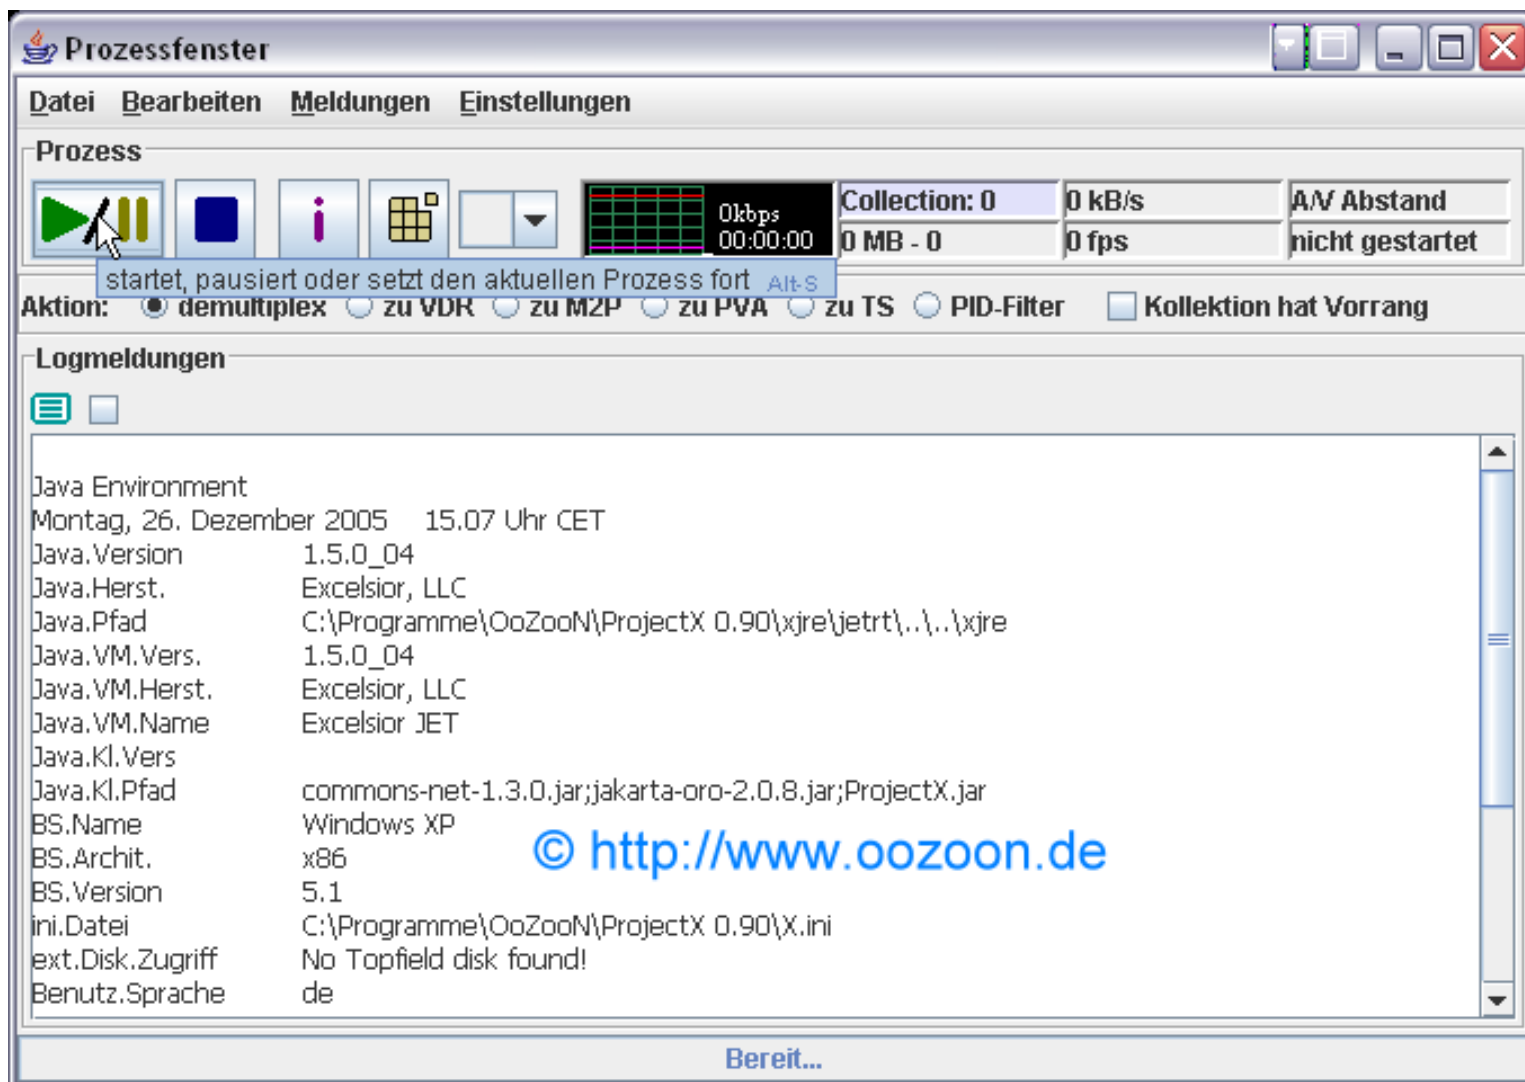 Prozessfenster
Datei Bearbeiten Meldungen Einstellungen
Prozess
0kbps
00:00:00
Collection: 0 0 kB/s A/V Abstand
0 MB - 0 0 fps nicht gestartet
startet, pausiert oder setzt den aktuellen Prozess fort Alt-S
Aktion: demultiplex zu VDR zu M2P zu PVA zu TS PID-Filter Kollektion hat Vorrang
Logmeldungen
Java Environment
Montag, 26. Dezember 2005 15.07 Uhr CET
Java.Version 1.5.0_04
Java.Herst. Excelsior, LLC
Java.Pfad C:\Programme\OoZooN\ProjectX 0.90\xjre\jetrt\..\..\xjre
Java.VM.Vers. 1.5.0_04
Java.VM.Herst. Excelsior, LLC
Java.VM.Name Excelsior JET
Java.Kl.Vers
Java.Kl.Pfad commons-net-1.3.0.jar;jakarta-oro-2.0.8.jar;ProjectX.jar
BS.Name Windows XP
BS.Archit. x86
© http://www.oozoon.de
BS.Version 5.1
ini.Datei C:\Programme\OoZooN\ProjectX 0.90\X.ini
ext.Disk.Zugriff No Topfield disk found!
Benutz.Sprache de
Bereit...